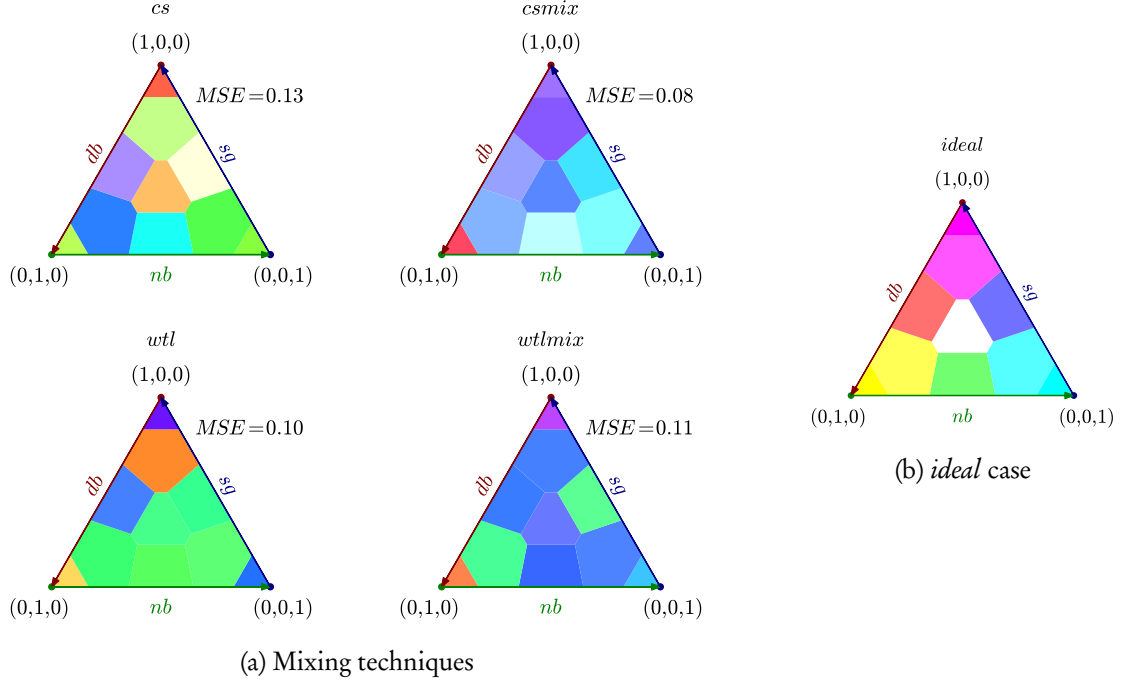 cs
(1,0,0)
MSE=0.13
db
sg
(0,1,0)
nb
(0,0,1)
csmix
(1,0,0)
MSE=0.08
db
sg
(0,1,0)
nb
(0,0,1)
wtl
(1,0,0)
MSE=0.10
db
sg
(0,1,0)
nb
(0,0,1)
wtlmix
(1,0,0)
MSE=0.11
db
sg
(0,1,0)
nb
(0,0,1)
(a) Mixing techniques
ideal
(1,0,0)
db
sg
(0,1,0)
nb
(0,0,1)
(b) ideal case